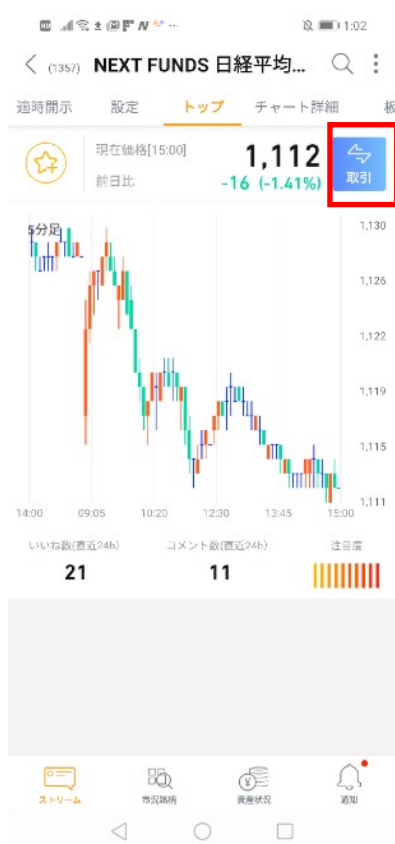 1:02
(1357) NEXT FUNDS 日経平均...
適時開示 設定 トップ チャート詳細 板
現在価格[15:00] 1,112
前日比 -16 (-1.41%)
取引
5分足
1,130
1,126
1,122
1,119
1,115
1,111
14:00 09:05 10:20 12:30 13:45 15:00
いいね数(直近24h) コメント数(直近24h) 注目度
21 11
ストリーム 市況銘柄 資産状況 通知